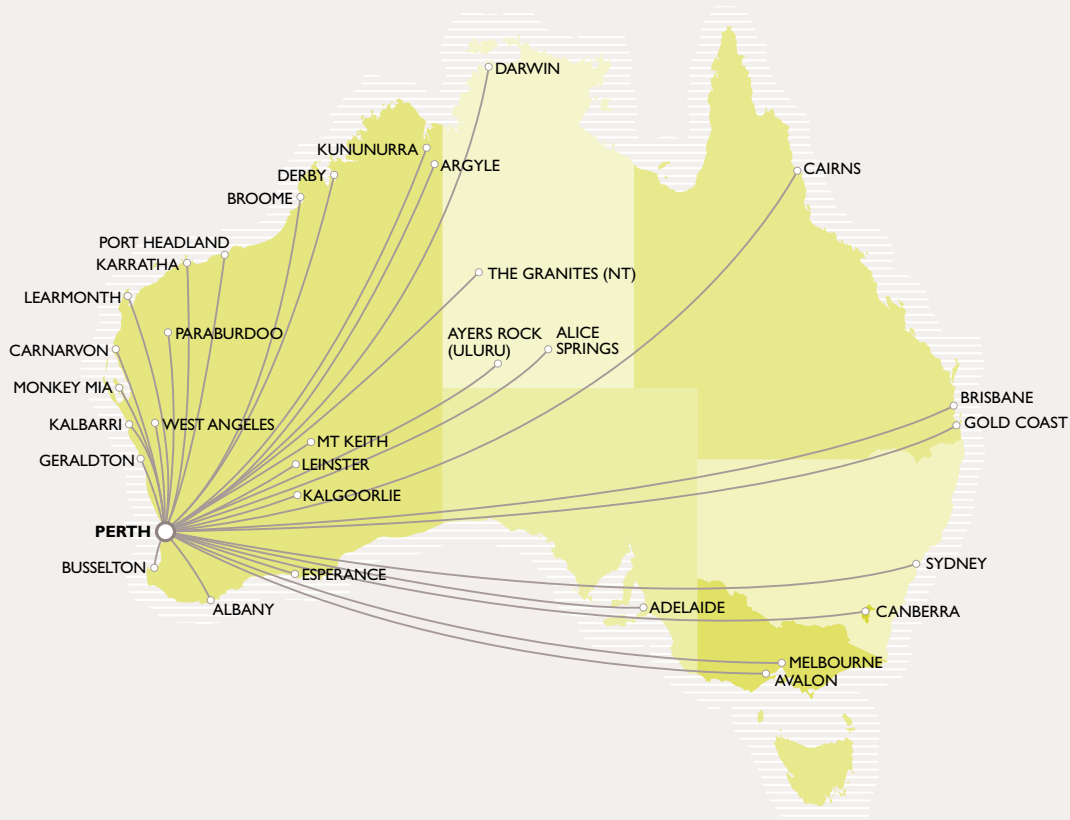 DARWIN
KUNUNURRA
ARGYLE
CAIRNS
DERBY
BROOME
PORT HEADLAND
KARRATHA
THE GRANITES (NT)
LEARMONTH
PARABURDOO
AYERS ROCK
(ULURU)
ALICE
SPRINGS
CARNARVON
MONKEY MIA
BRISBANE
GOLD COAST
KALBARRI
WEST ANGELES
MT KEITH
GERALDTON
LEINSTER
KALGOORLIE
PERTH
BUSSELTON
ESPERANCE
SYDNEY
ALBANY
ADELAIDE
CANBERRA
MELBOURNE
AVALON